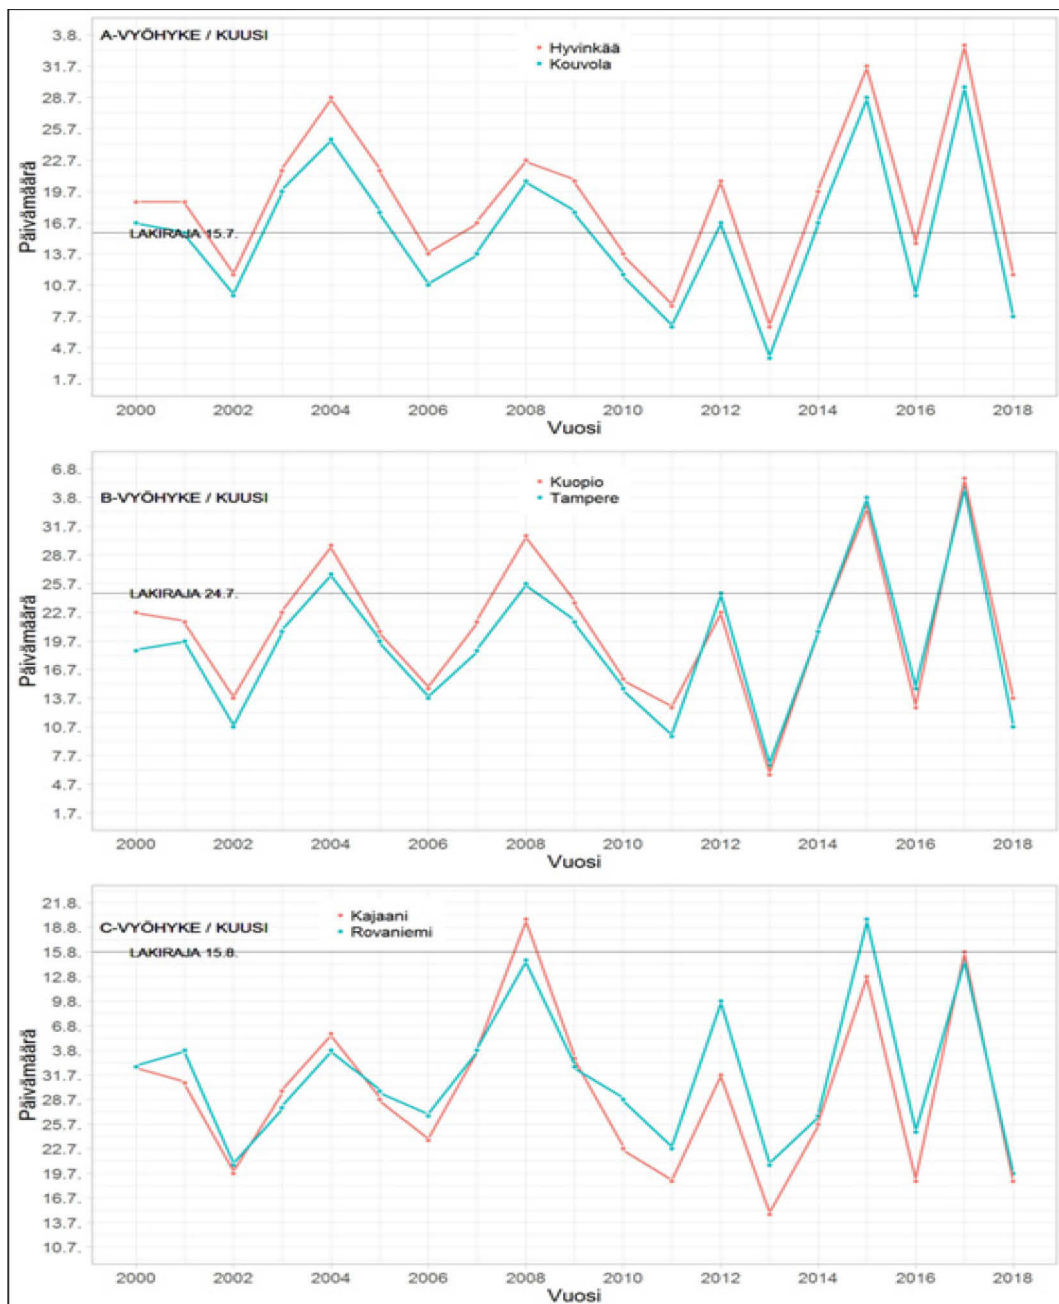 A-VYÖHYKE / KUUSI
Hyvinkää
Kouvola
LAKIRAJA 15.7.
Päivämäärä
3.8.
31.7.
28.7.
25.7.
22.7.
19.7.
16.7.
13.7.
10.7.
7.7.
4.7.
1.7.
2000 2002 2004 2006 2008 2010 2012 2014 2016 2018
Vuosi
B-VYÖHYKE / KUUSI
Kuopio
Tampere
LAKIRAJA 24.7.
Päivämäärä
6.8.
3.8.
31.7.
28.7.
25.7.
22.7.
19.7.
16.7.
13.7.
10.7.
7.7.
4.7.
1.7.
2000 2002 2004 2006 2008 2010 2012 2014 2016 2018
Vuosi
C-VYÖHYKE / KUUSI
Kajaani
Rovaniemi
LAKIRAJA 15.8.
Päivämäärä
21.8.
18.8.
15.8.
12.8.
9.8.
6.8.
3.8.
31.7.
28.7.
25.7.
22.7.
19.7.
16.7.
13.7.
10.7.
2000 2002 2004 2006 2008 2010 2012 2014 2016 2018
Vuosi